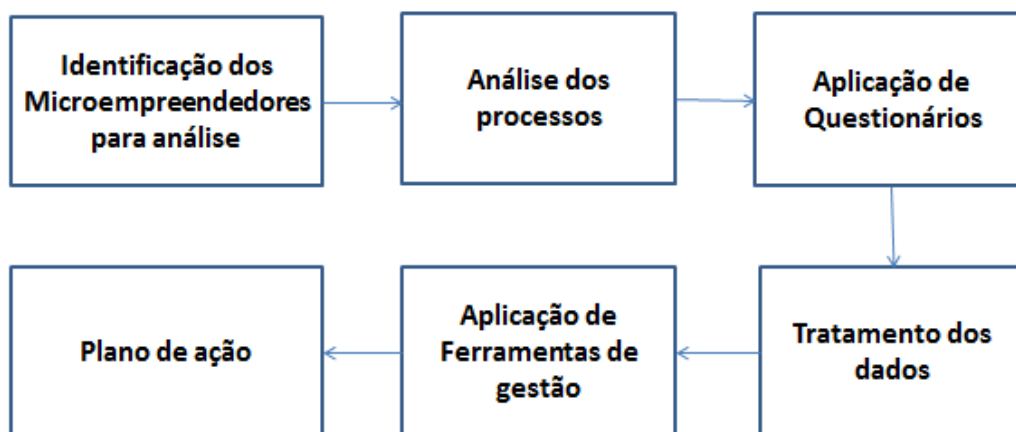 Identificação dos
Microempreendedores
para análise
Análise dos
processos
Aplicação de
Questionários
Tratamento dos
dados
Aplicação de
Ferramentas de
gestão
Plano de ação